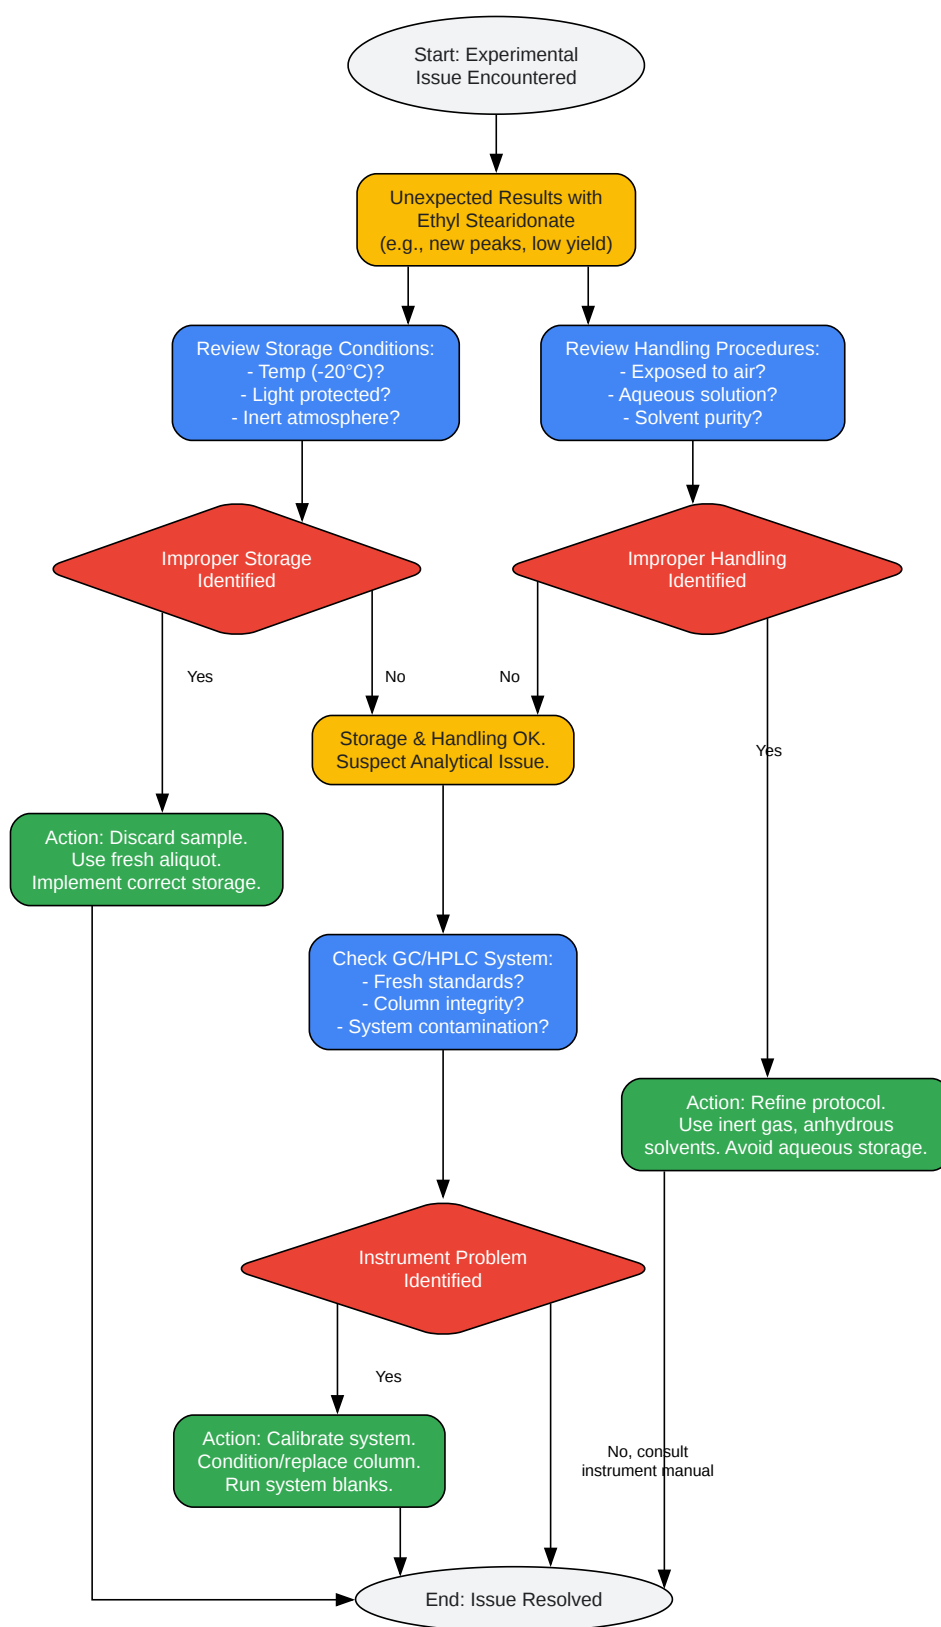 Start: Experimental
Issue Encountered
Unexpected Results with
Ethyl Stearidonate
(e.g., new peaks, low yield)
Review Storage Conditions:
- Temp (-20°C)?
- Light protected?
- Inert atmosphere?
Review Handling Procedures:
- Exposed to air?
- Aqueous solution?
- Solvent purity?
Improper Storage
Identified
Improper Handling
Identified
Yes
No
No
Yes
Storage & Handling OK.
Suspect Analytical Issue.
Action: Discard sample.
Use fresh aliquot.
Implement correct storage.
Check GC/HPLC System:
- Fresh standards?
- Column integrity?
- System contamination?
Action: Refine protocol.
Use inert gas, anhydrous
solvents. Avoid aqueous storage.
Instrument Problem
Identified
Yes
No, consult
instrument manual
Action: Calibrate system.
Condition/replace column.
Run system blanks.
End: Issue Resolved